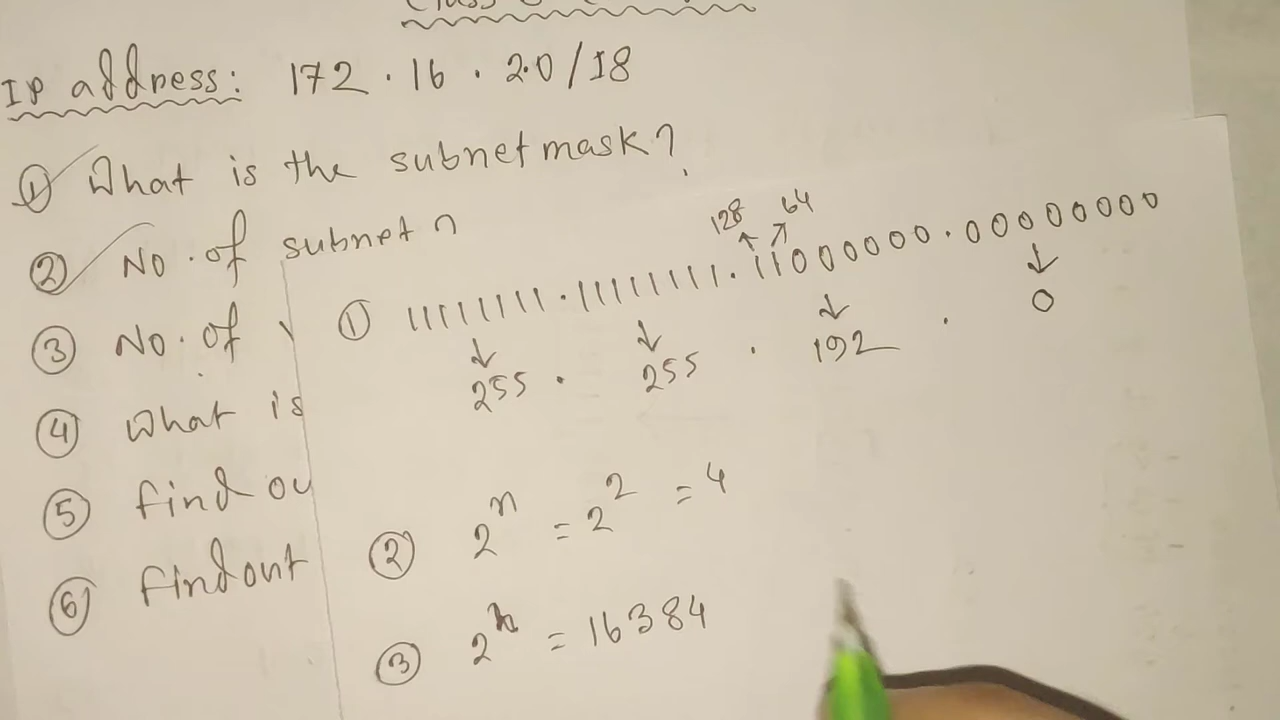 IP address: 172.16.20/18
① What is the subnet mask?
② No. of subnet ?
③ No. of
④ What is
⑤ find ou
⑥ find out
128 64
① 11111111.11111111.11000000.00000000
255 . 255 . 192 . 0
② 2^n = 2^2 = 4
③ 2^h = 16384